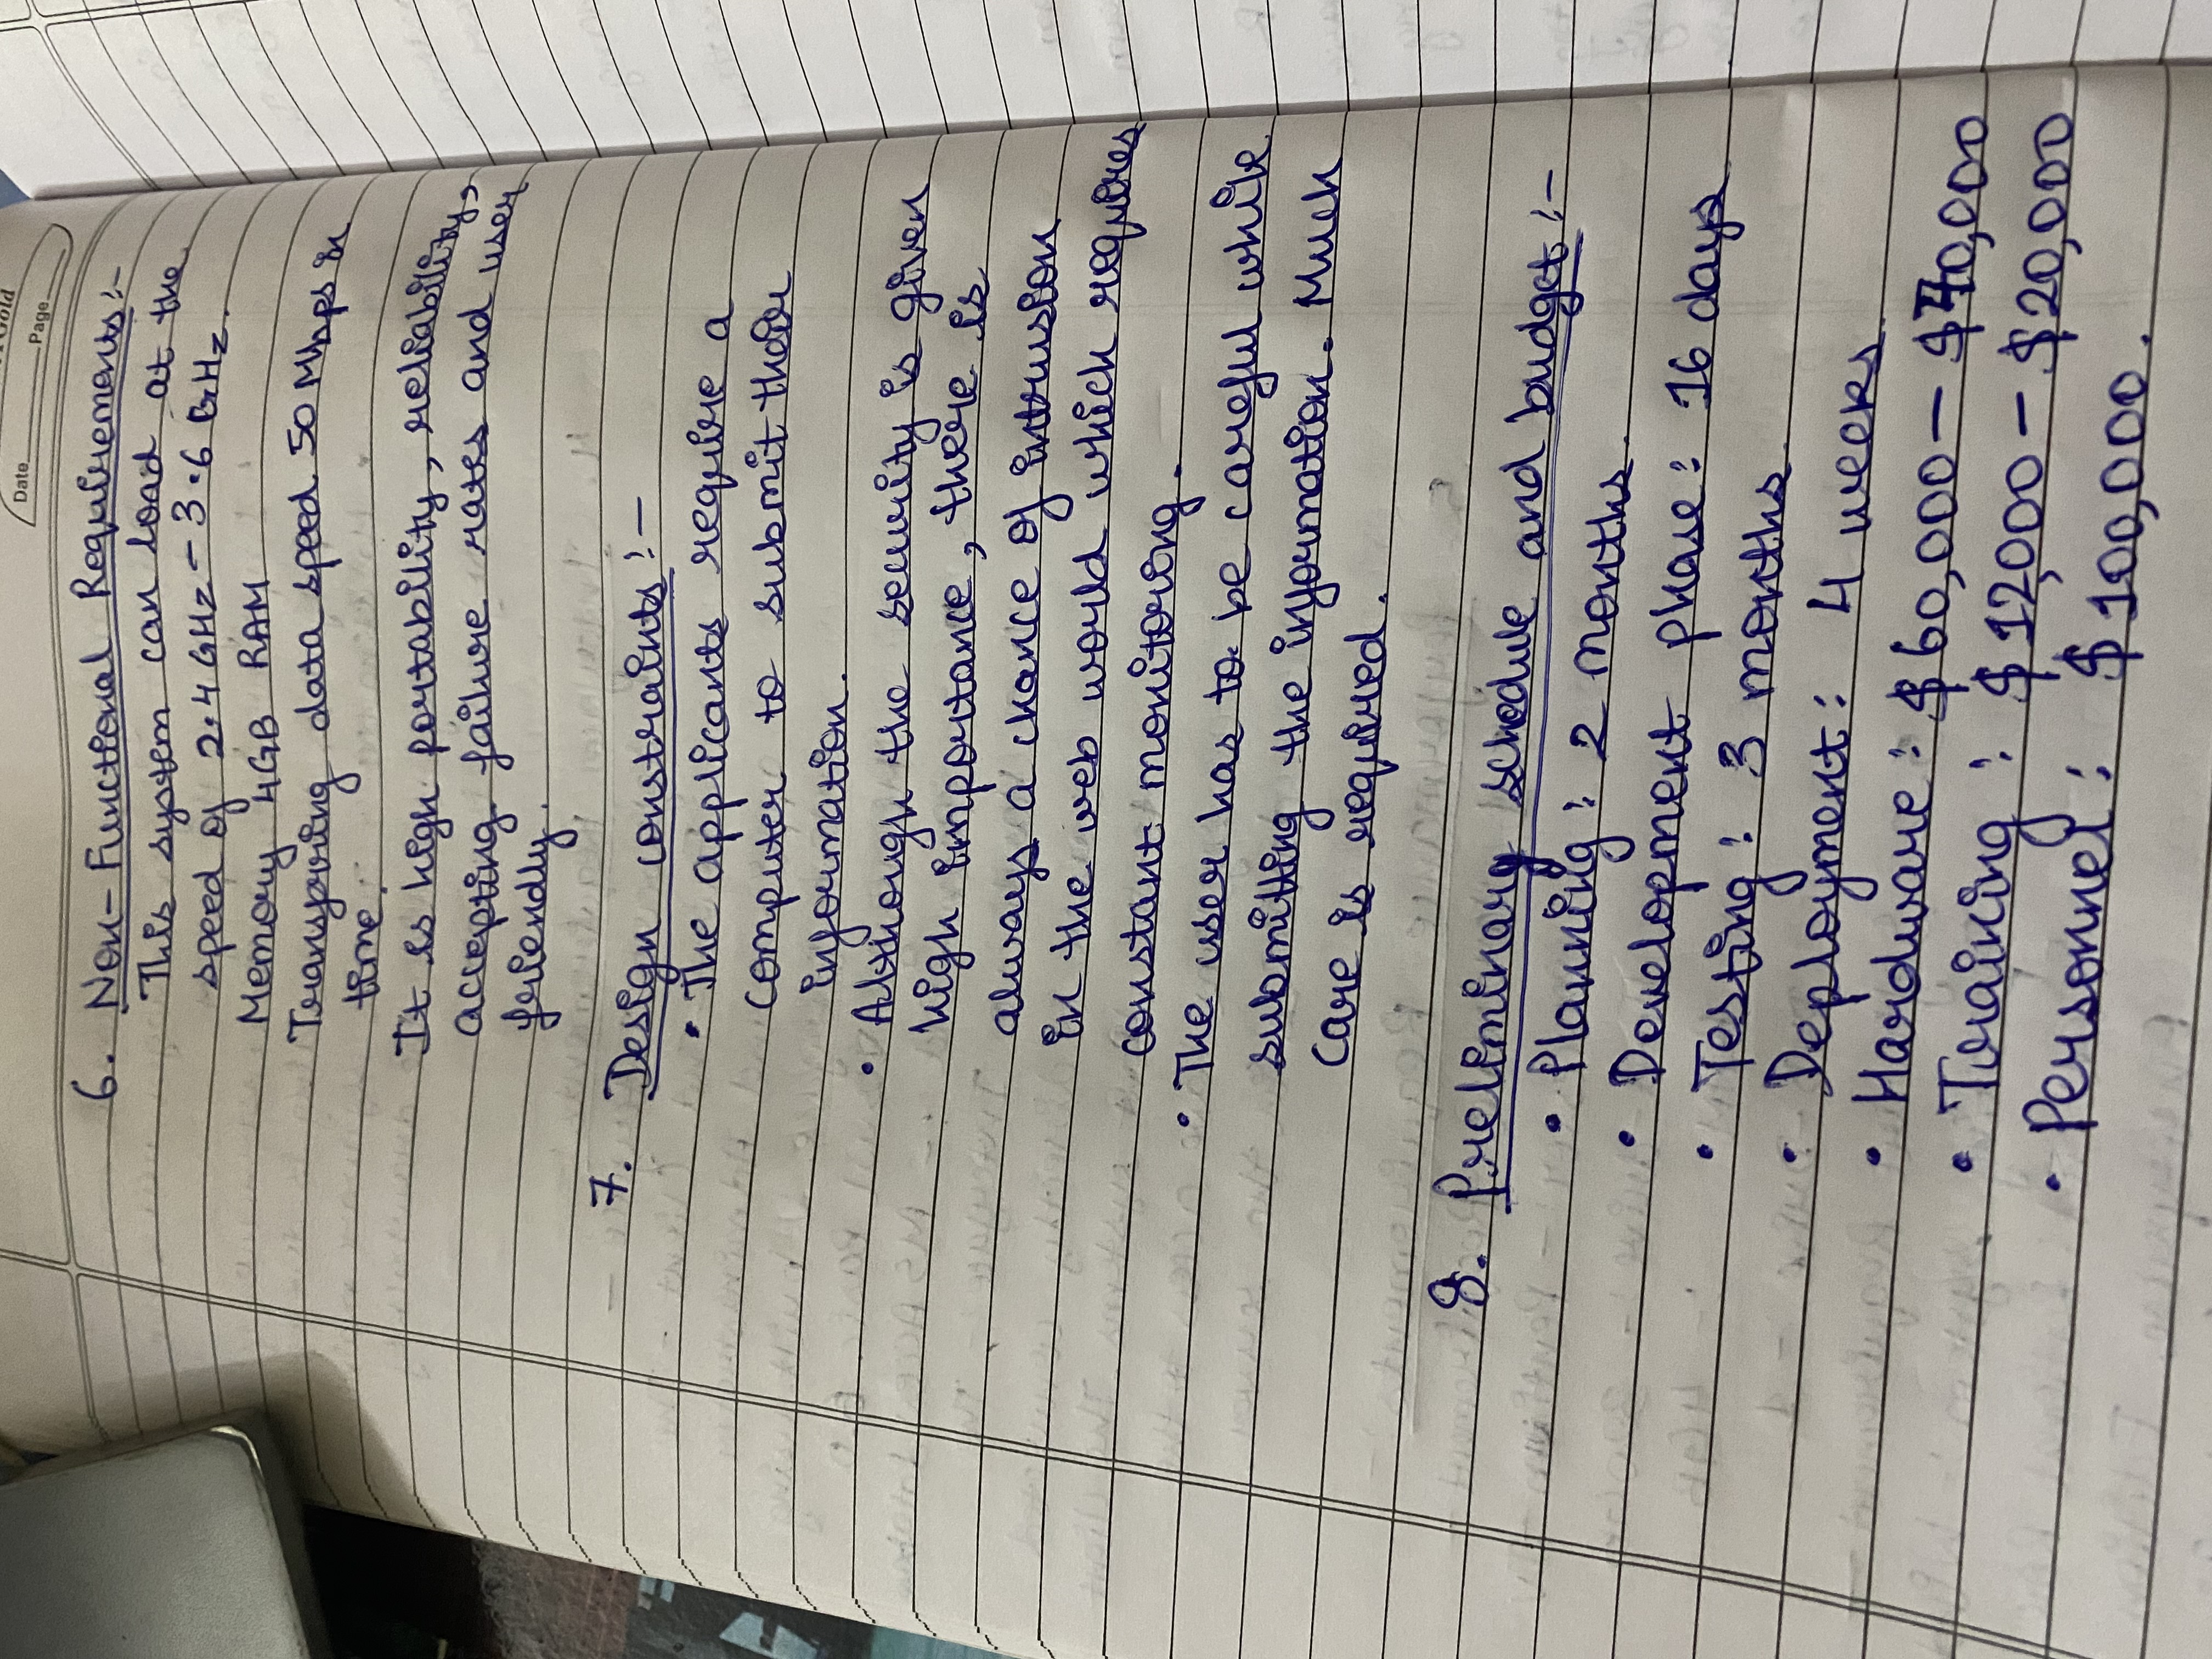 Gold
Date Page
6. Non-Functional Requirements:-
This system can load at the
speed of 2.4 GHz - 3.6 GHz.
Memory 4GB RAM
Transfring data speed 50 Mbps in
time.
It is high portability, reliability,
accepting failure rates and user
friendly.
7. Design constraints:-
• The applicants require a
computer to submit their
information.
• Although the security is given
high importance, there is
always a chance of intrusion
in the web would which requires
constant monitoring.
• The user has to be careful while
submitting the information. Much
care is required.
8. Preliminary schedule and budget:-
• Planning: 2 months.
• Development phase: 16 days
• Testing: 3 months
• Deployment: 4 weeks.
• Hardware: $60,000 - $70,000
• Training: $12,000 - $20,000
• Personnel: $100,000.